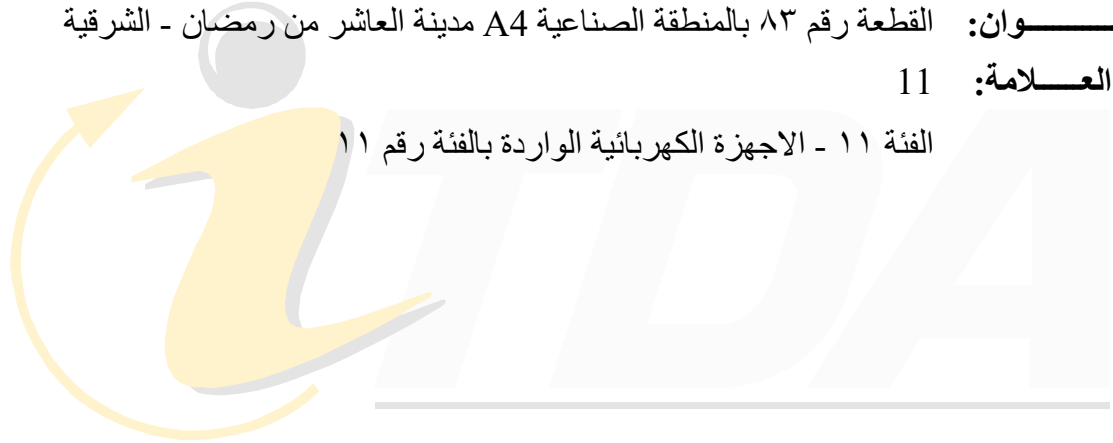 ـــــــوان: القطعة رقم ٨٣ بالمنطقة الصناعية A4 مدينة العاشر من رمضان - الشرقية
العـــــلامة: 11
الفئة ١١ - الاجهزة الكهربائية الواردة بالفئة رقم ١١
iTDA